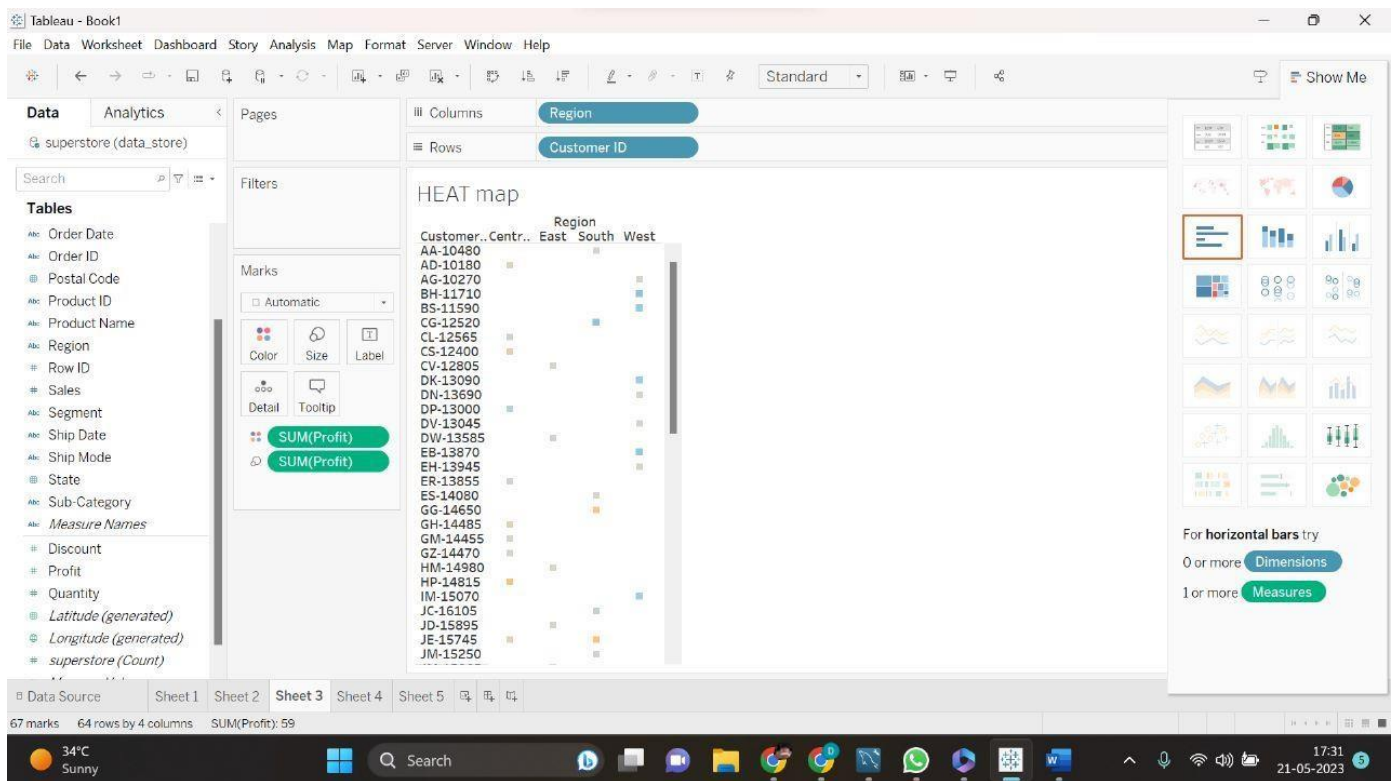 Tableau - Book1
File Data Worksheet Dashboard Story Analysis Map Format Server Window Help
Standard
Show Me
Data Analytics
superstore (data_store)
Search
Tables
Order Date
Order ID
Postal Code
Product ID
Product Name
Region
Row ID
Sales
Segment
Ship Date
Ship Mode
State
Sub-Category
Measure Names
Discount
Profit
Quantity
Latitude (generated)
Longitude (generated)
superstore (Count)
Pages
Filters
Marks
Automatic
Color Size Label
Detail Tooltip
SUM(Profit)
SUM(Profit)
Columns Region
Rows Customer ID
HEAT map
Region
Customer.. Centr.. East South West
AA-10480
AD-10180
AG-10270
BH-11710
BS-11590
CG-12520
CL-12565
CS-12400
CV-12805
DK-13090
DN-13690
DP-13000
DV-13045
DW-13585
EB-13870
EH-13945
ER-13855
ES-14080
GG-14650
GH-14485
GM-14455
GZ-14470
HM-14980
HP-14815
IM-15070
JC-16105
JD-15895
JE-15745
JM-15250
For horizontal bars try
0 or more Dimensions
1 or more Measures
Data Source Sheet 1 Sheet 2 Sheet 3 Sheet 4 Sheet 5
67 marks 64 rows by 4 columns SUM(Profit): 59
34°C
Sunny
Search
17:31
21-05-2023
5